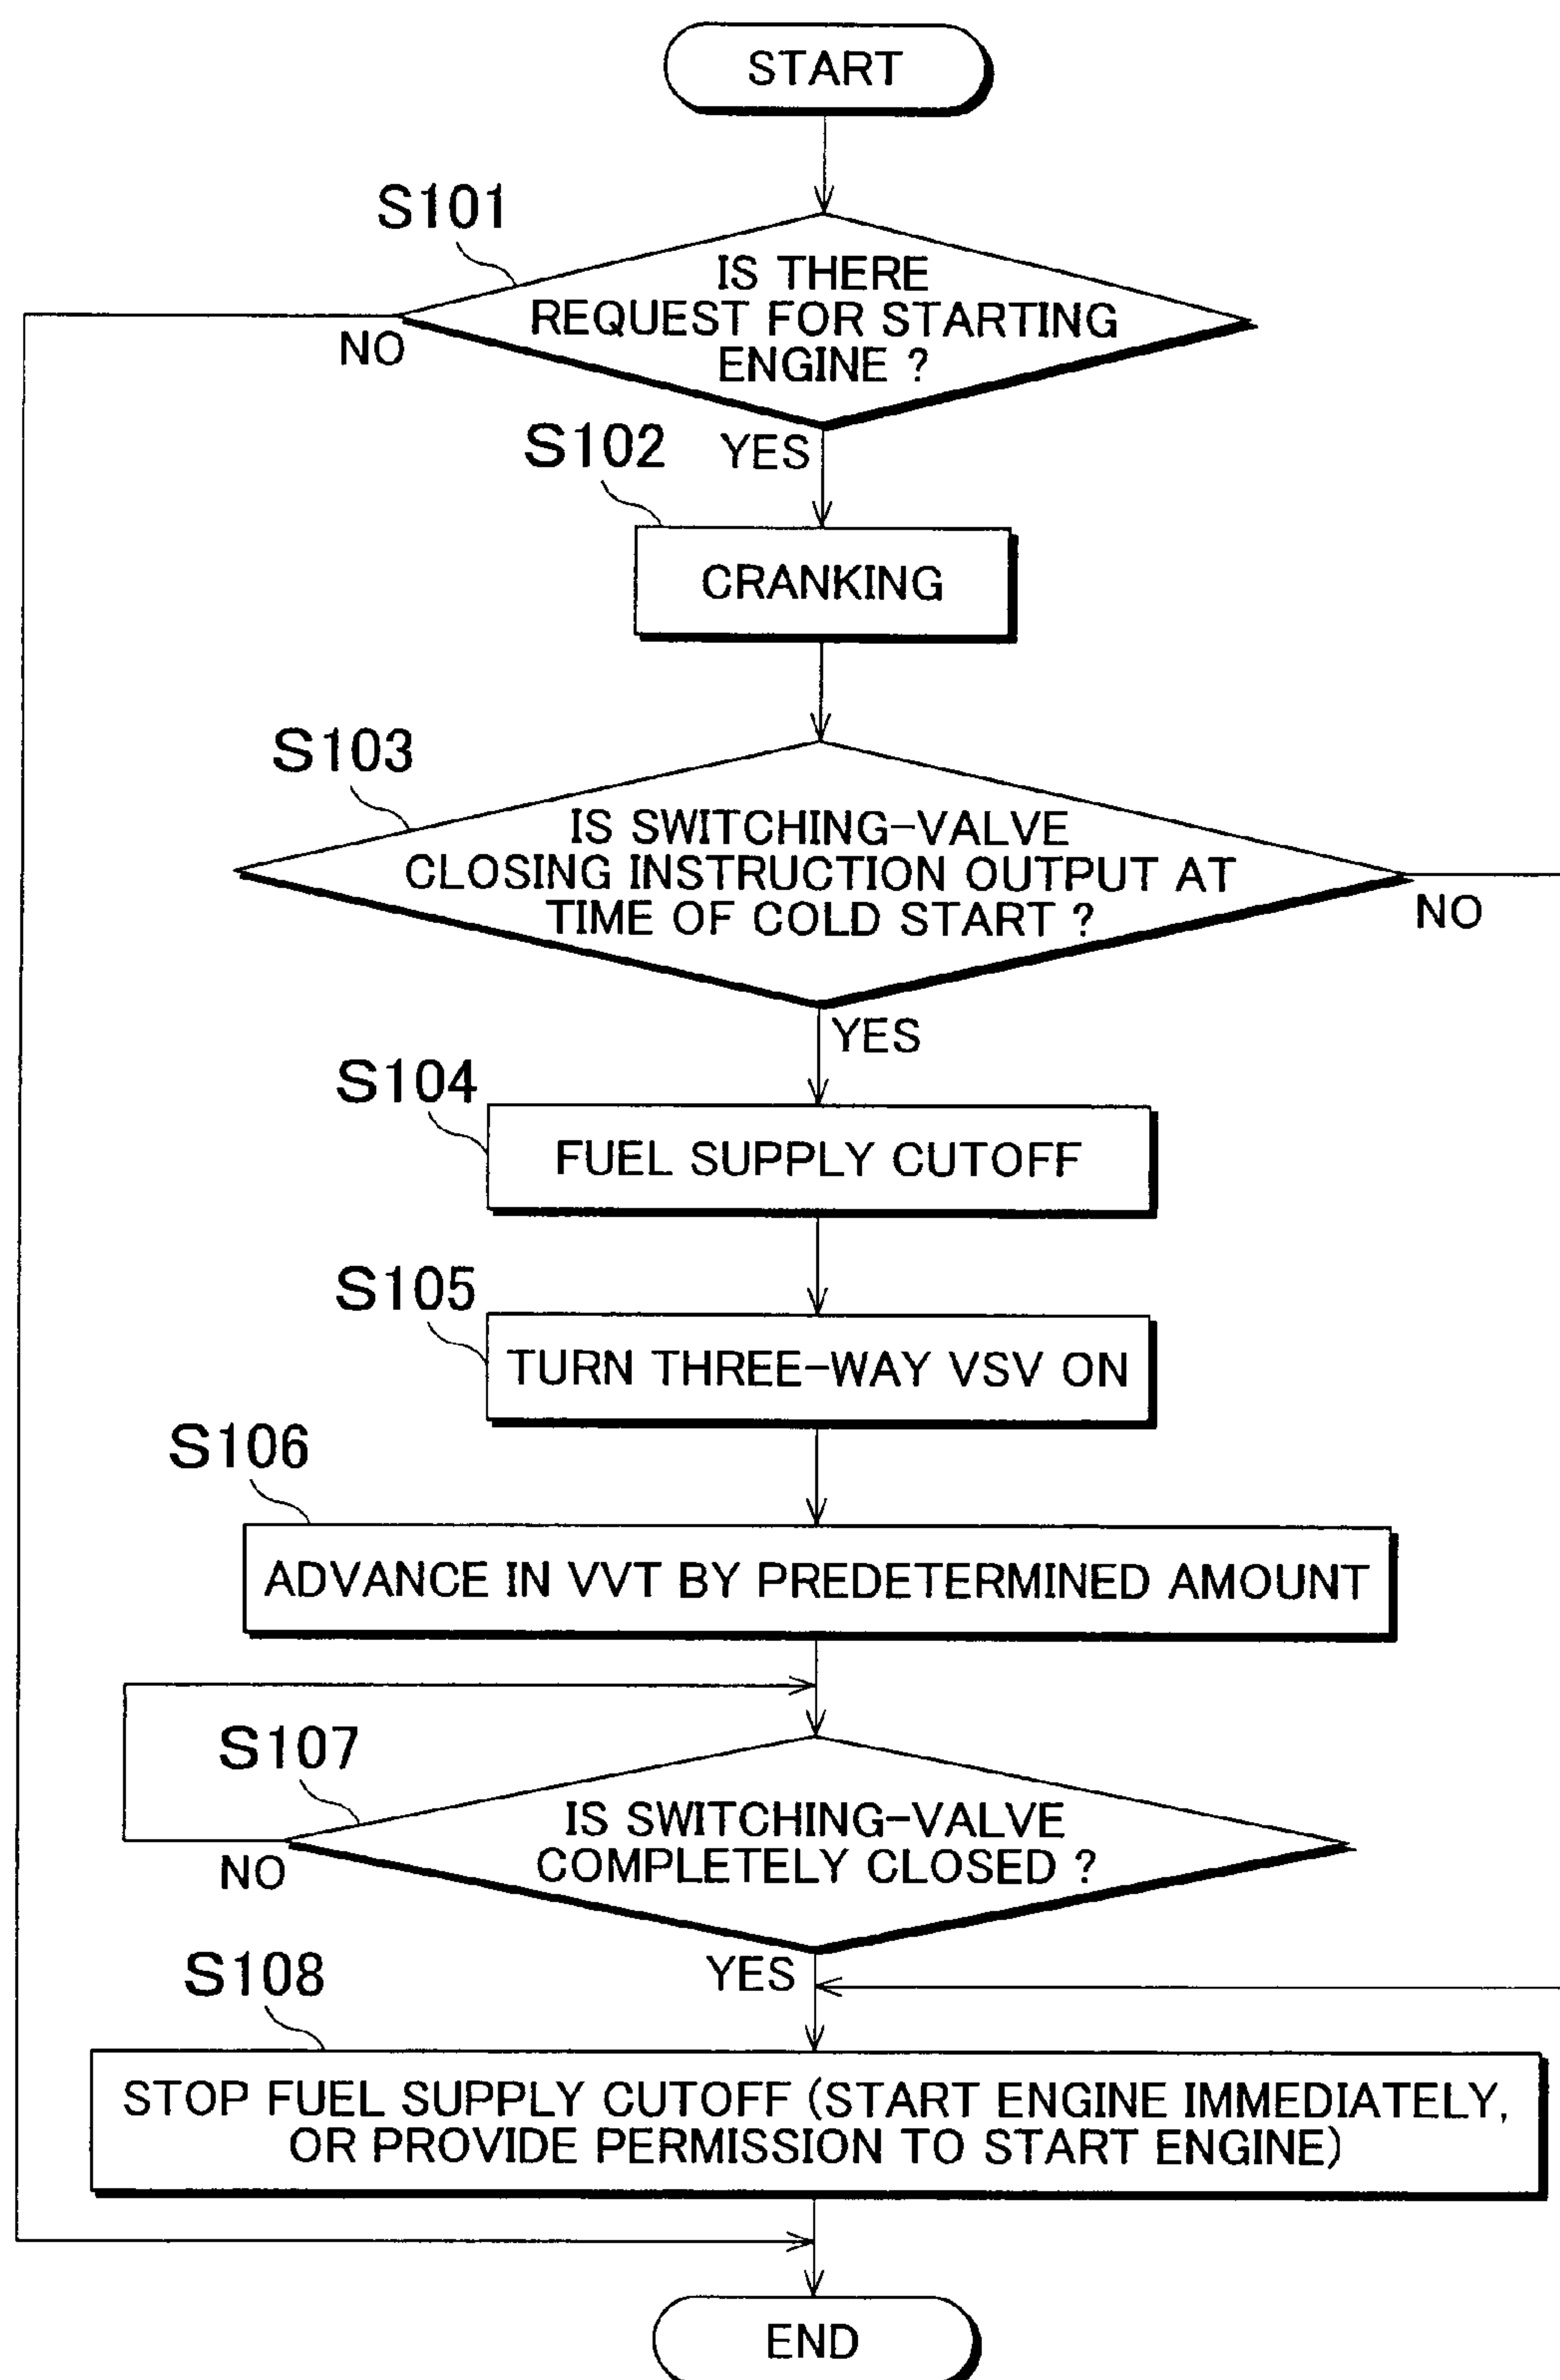 START
S101
IS THERE
REQUEST FOR STARTING
ENGINE ?
NO
YES
S102
CRANKING
S103
IS SWITCHING-VALVE
CLOSING INSTRUCTION OUTPUT AT
TIME OF COLD START ?
NO
YES
S104
FUEL SUPPLY CUTOFF
S105
TURN THREE-WAY VSV ON
S106
ADVANCE IN VVT BY PREDETERMINED AMOUNT
S107
IS SWITCHING-VALVE
COMPLETELY CLOSED ?
NO
YES
S108
STOP FUEL SUPPLY CUTOFF (START ENGINE IMMEDIATELY,
OR PROVIDE PERMISSION TO START ENGINE)
END